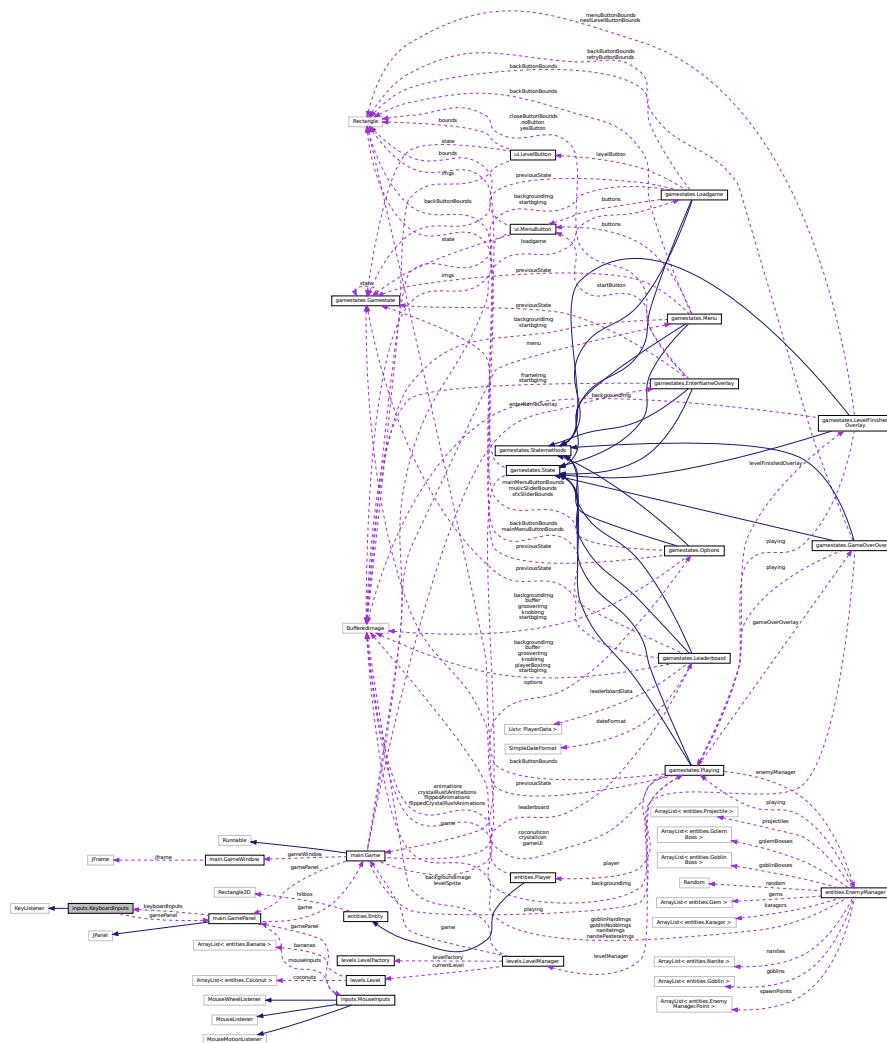 menuButtonBounds
nextLevelButtonBounds
backButtonBounds
retryButtonBounds
backButtonBounds
backButtonBounds
closeButtonBounds
noButton
yesButton
Rectangle
bounds
state
bounds
ui.LevelButton
levelButton
imgs
previousState
gamestates.Loadgame
backButtonBounds
backgroundImg
startbgImg
buttons
ui.MenuButton
buttons
state
loadgame
imgs
previousState
state
startButton
gamestates.Gamestate
previousState
backgroundImg
startbgImg
gamestates.Menu
menu
frameImg
startbgImg
gamestates.EnterNameOverlay
enterNameOverlay
backgroundImg
gamestates.LevelFinished
Overlay
gamestates.Statemethods
levelFinishedOverlay
gamestates.State
mainMenuButtonBounds
musicSliderBounds
sfxSliderBounds
backButtonBounds
mainMenuButtonBounds
playing
previousState
gamestates.Options
gamestates.GameOverOver
previousState
playing
backgroundImg
buffer
grooverImg
knobImg
startbgImg
gameOverOverlay
BufferedImage
backgroundImg
buffer
grooverImg
knobImg
playerBoxImg
startbgImg
gamestates.Leaderboard
options
leaderboardData
List< PlayerData >
dateFormat
SimpleDateFormat
backButtonBounds
gamestates.Playing
enemyManager
previousState
animations
crystalRushAnimations
flippedAnimations
flippedCrystalRushAnimations
leaderboard
playing
ArrayList< entities.Projectile >
projectiles
game
coconutIcon
crystalIcon
gameUI
ArrayList< entities.Golem
Boss >
golemBosses
Runnable
JFrame
jframe
main.GameWindow
gameWindow
main.Game
gamePanel
player
ArrayList< entities.Goblin
Boss >
goblinBosses
backgroundImage
levelSprite
entities.Player
backgroundImg
Random
random
entities.EnemyManager
Rectangle2D
hitbox
gems
ArrayList< entities.Gem >
karagors
KeyListener
inputs.KeyboardInputs
keyboardInputs
gamePanel
main.GamePanel
game
entities.Entity
playing
goblinHardImgs
goblinNoobImgs
naniteImgs
nanitePesteraImgs
ArrayList< entities.Karagor >
JPanel
gamePanel
game
ArrayList< entities.Banana >
bananas
levelFactory
levels.LevelFactory
currentLevel
levels.LevelManager
levelManager
nanites
ArrayList< entities.Nanite >
mouseInputs
goblins
ArrayList< entities.Coconut >
coconuts
levels.Level
ArrayList< entities.Goblin >
spawnPoints
MouseWheelListener
inputs.MouseInputs
ArrayList< entities.Enemy
Manager.Point >
MouseListener
MouseMotionListener